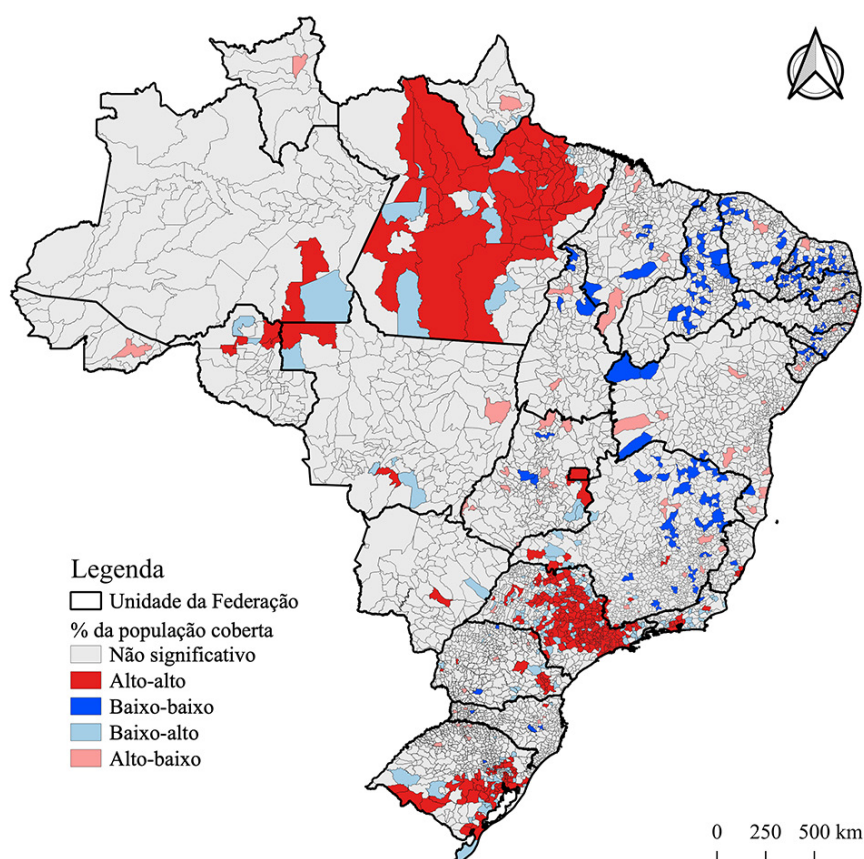 Legenda
Unidade da Federação
% da população coberta
Não significativo
Alto-alto
Baixo-baixo
Baixo-alto
Alto-baixo
0 250 500 km